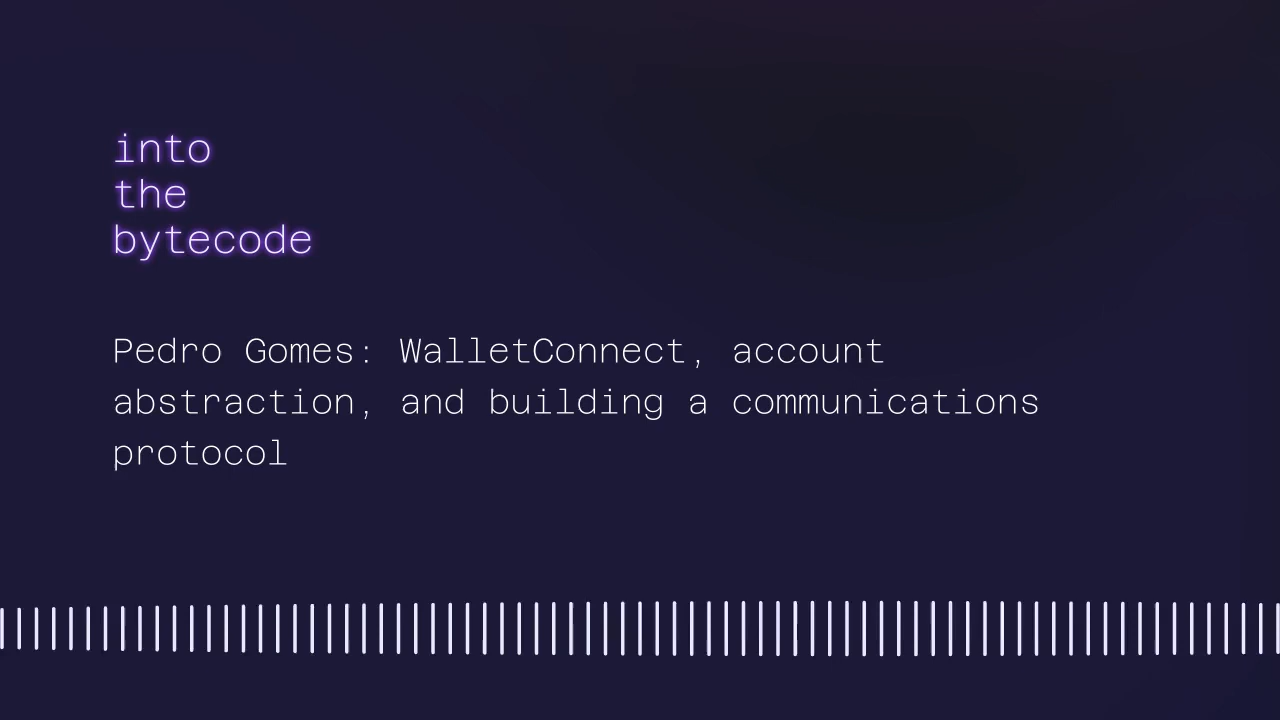 into
the
bytecode
Pedro Gomes: WalletConnect, account
abstraction, and building a communications
protocol